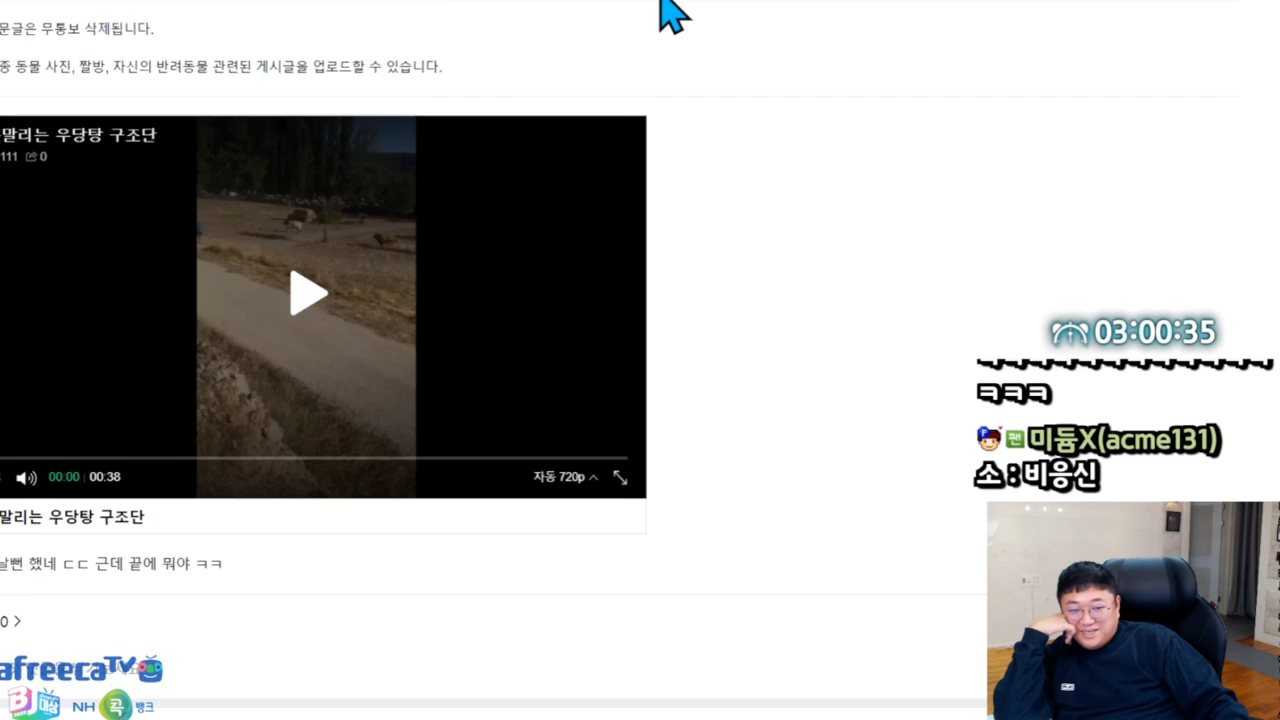 문글은 무통보 삭제됩니다.
종 동물 사진, 짤방, 자신의 반려동물 관련된 게시글을 업로드할 수 있습니다.
말리는 우당탕 구조단
111 0
00:00 00:38
자동 720p
말리는 우당탕 구조단
날뻔 했네 ㄷㄷ 근데 끝에 뭐야 ㅋㅋ
0 >
afreecaTV
NH 콕 뱅크
03:00:35
ㅋㅋㅋ
팬 미듐X(acme131)
소 : 비응신